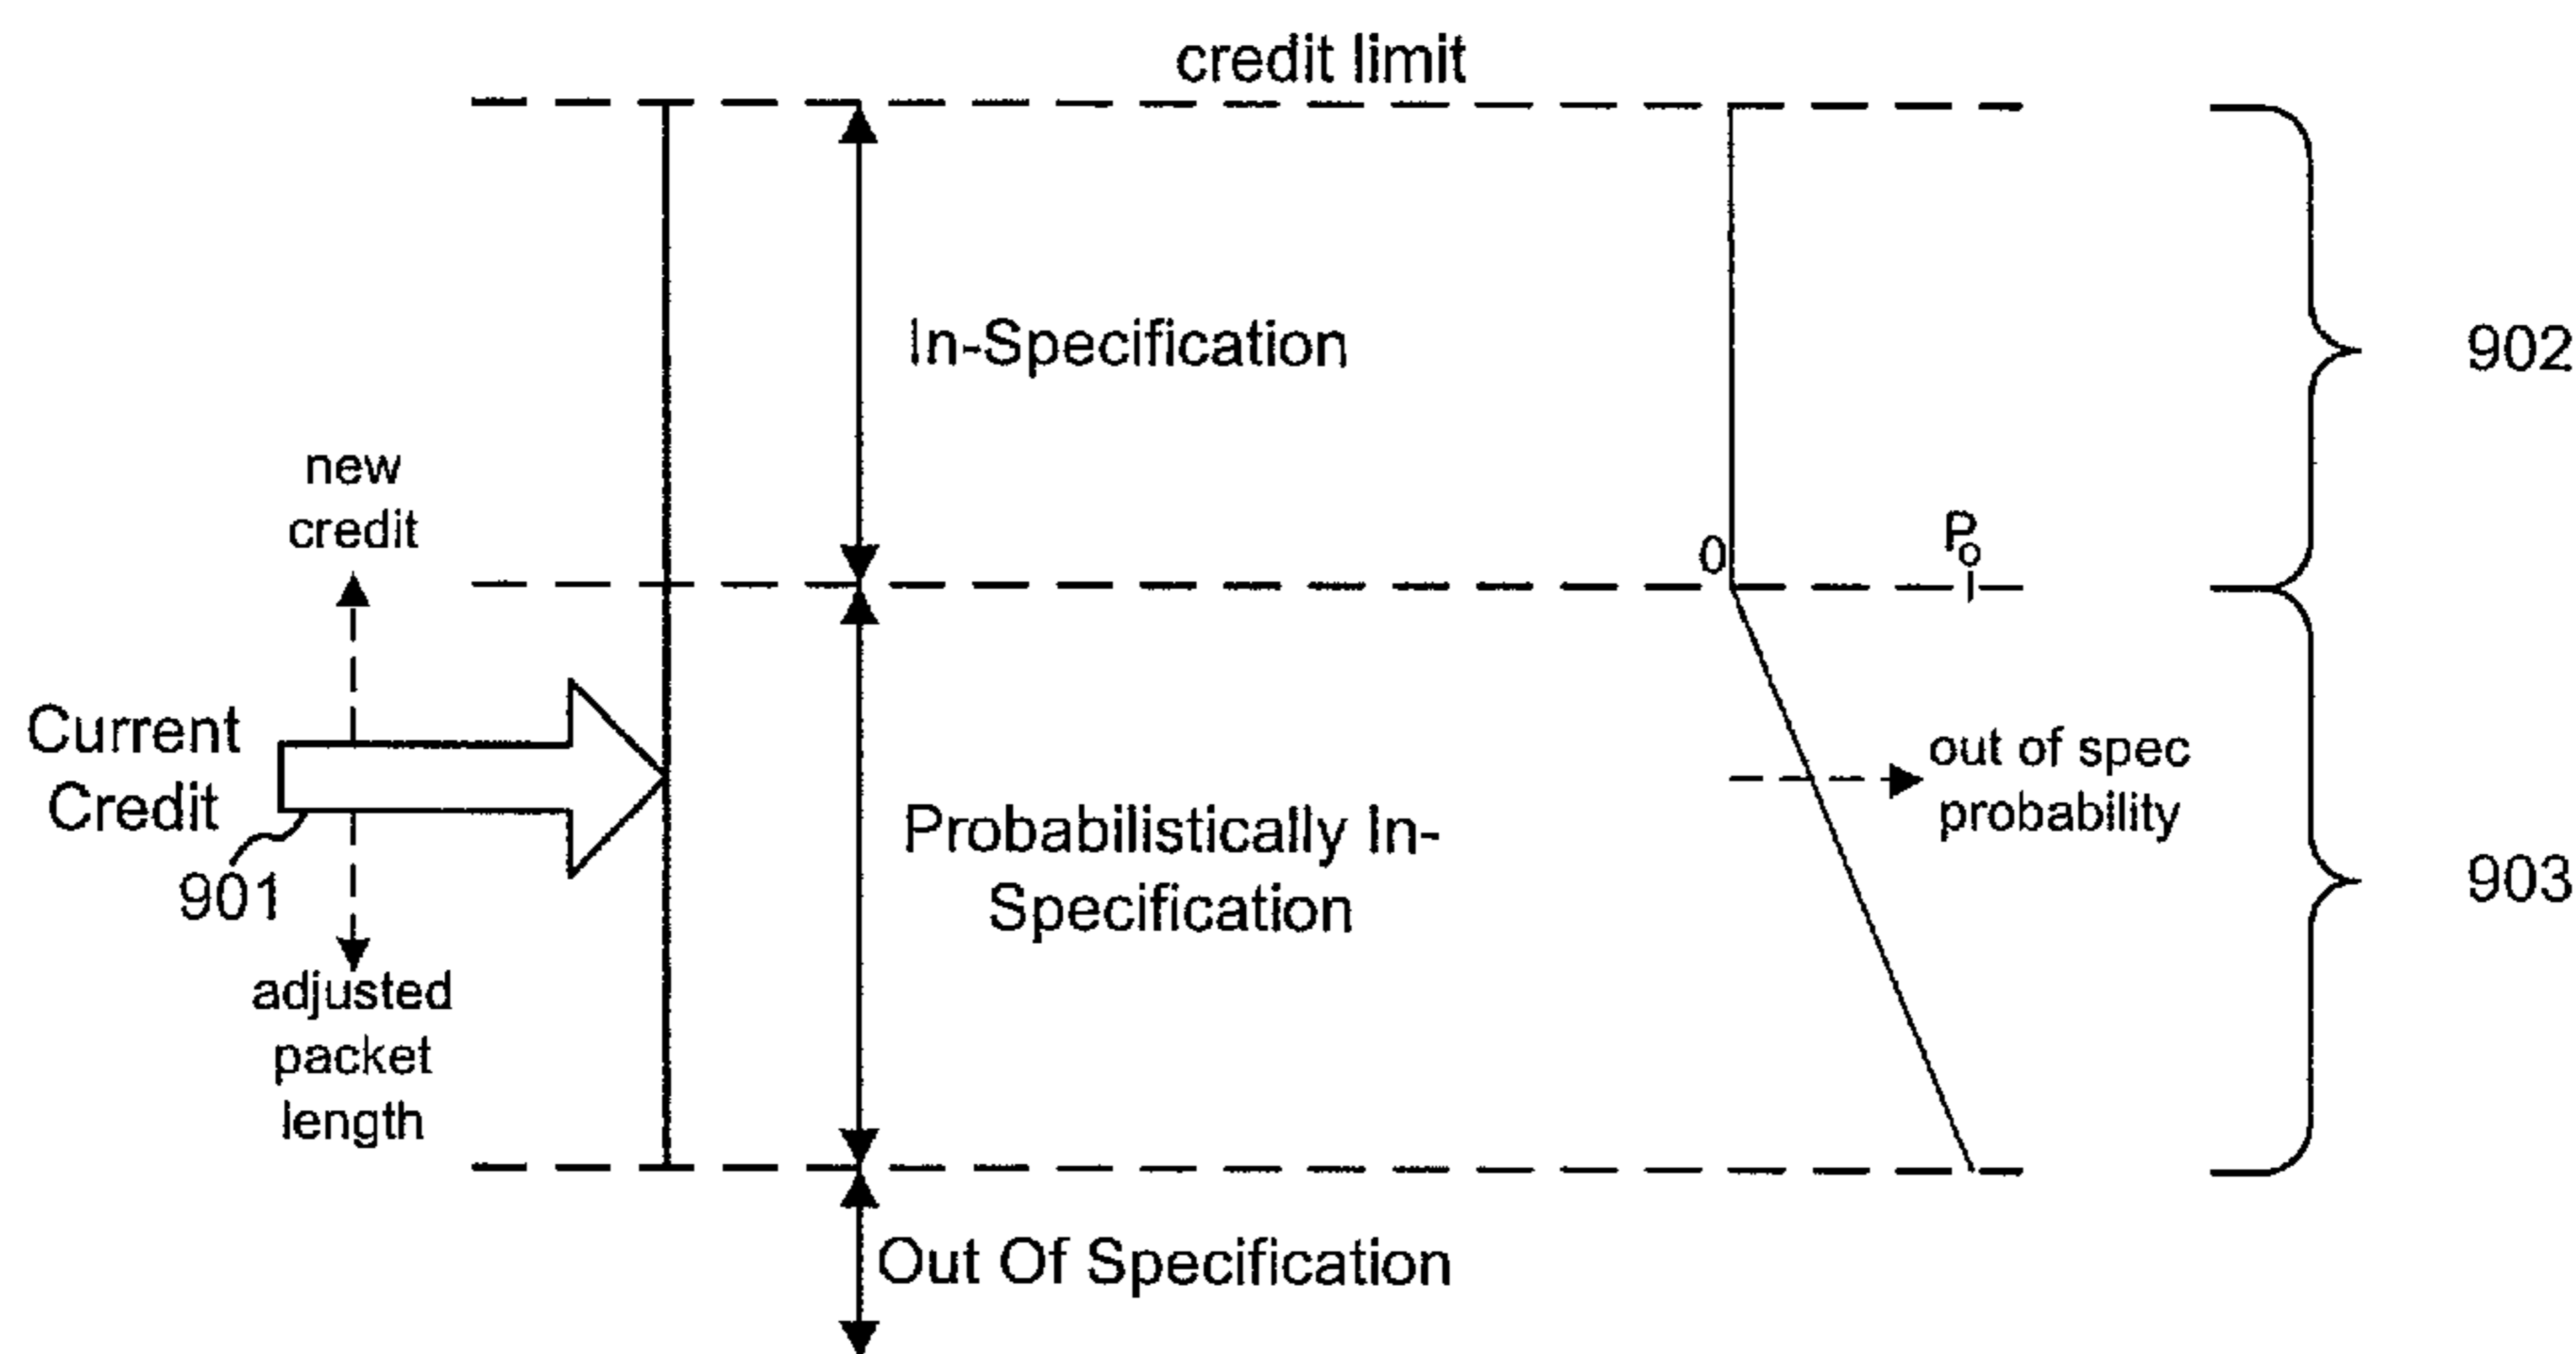 credit limit
In-Specification
902
new
credit
0
Po
Current
Credit
901
out of spec
probability
Probabilistically In-
Specification
903
adjusted
packet
length
Out Of Specification